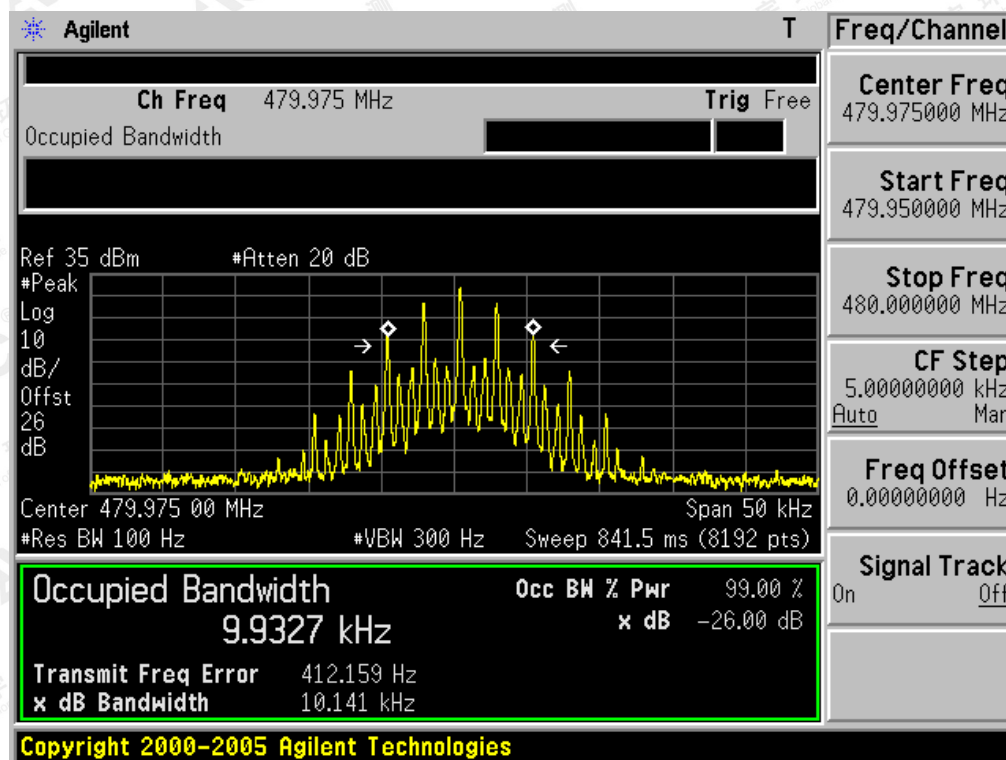 Agilent T
Freq/Channel
Ch Freq 479.975 MHz Trig Free
Occupied Bandwidth
Center Freq
479.975000 MHz
Start Freq
479.950000 MHz
Stop Freq
480.000000 MHz
CF Step
5.00000000 kHz
Auto Man
Freq Offset
0.00000000 Hz
Signal Track
On Off
Ref 35 dBm #Atten 20 dB
#Peak
Log
10
dB/
Offst
26
dB
Center 479.975 00 MHz Span 50 kHz
#Res BW 100 Hz #VBW 300 Hz Sweep 841.5 ms (8192 pts)
Occupied Bandwidth
9.9327 kHz
Occ BW % Pwr 99.00 %
x dB -26.00 dB
Transmit Freq Error 412.159 Hz
x dB Bandwidth 10.141 kHz
Copyright 2000-2005 Agilent Technologies